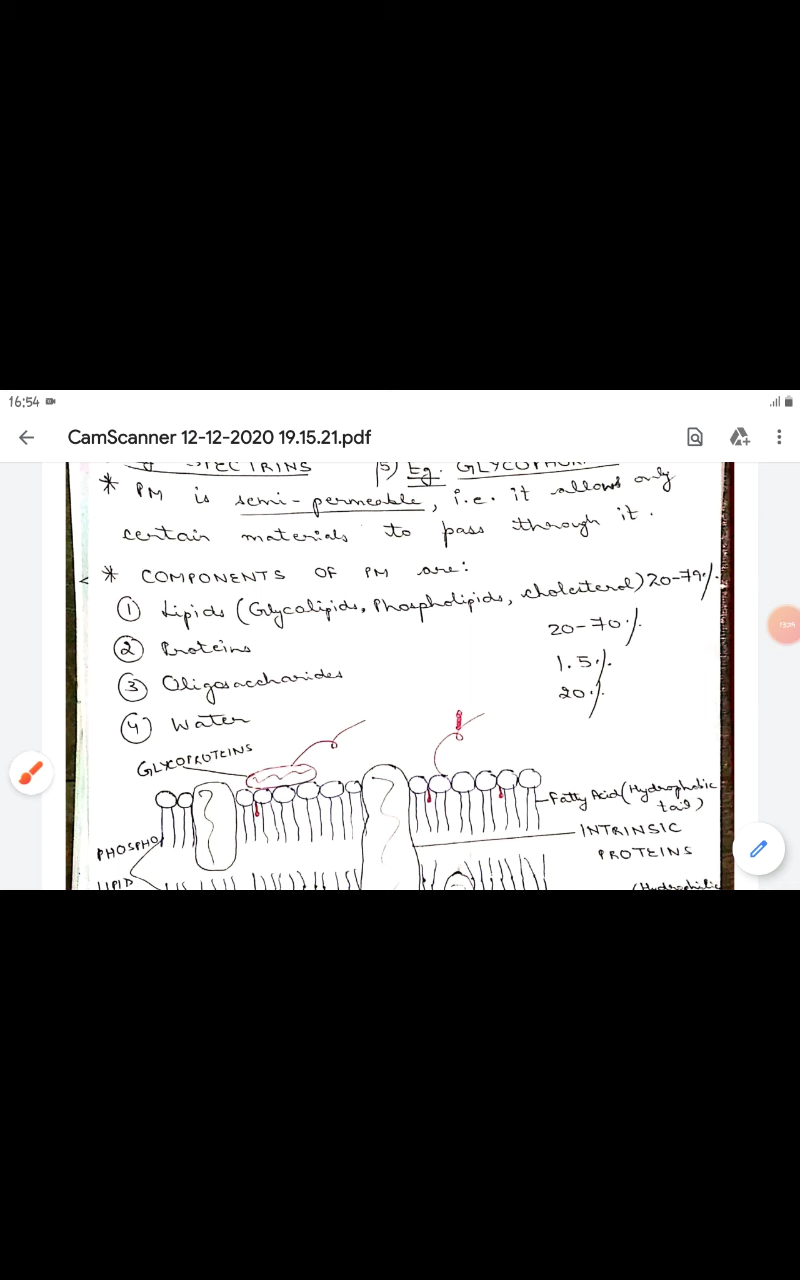 16:54
CamScanner 12-12-2020 19.15.21.pdf
SPECTRINS 5) Eg. GLYCOPHORI
* PM is semi-permeable, i.e. it allows only
certain materials to pass through it.
* COMPONENTS OF PM are:
① Lipids (Glycolipids, Phospholipids, cholesterol) 20-79%.
② Proteins 20-70%.
③ Oligosaccharides 1.5%.
④ Water 20%.
GLYCOPROTEINS
Fatty Acid (Hydrophobic
tail)
INTRINSIC
PROTEINS
PHOSPHO
LIPID
(Hydrophilic